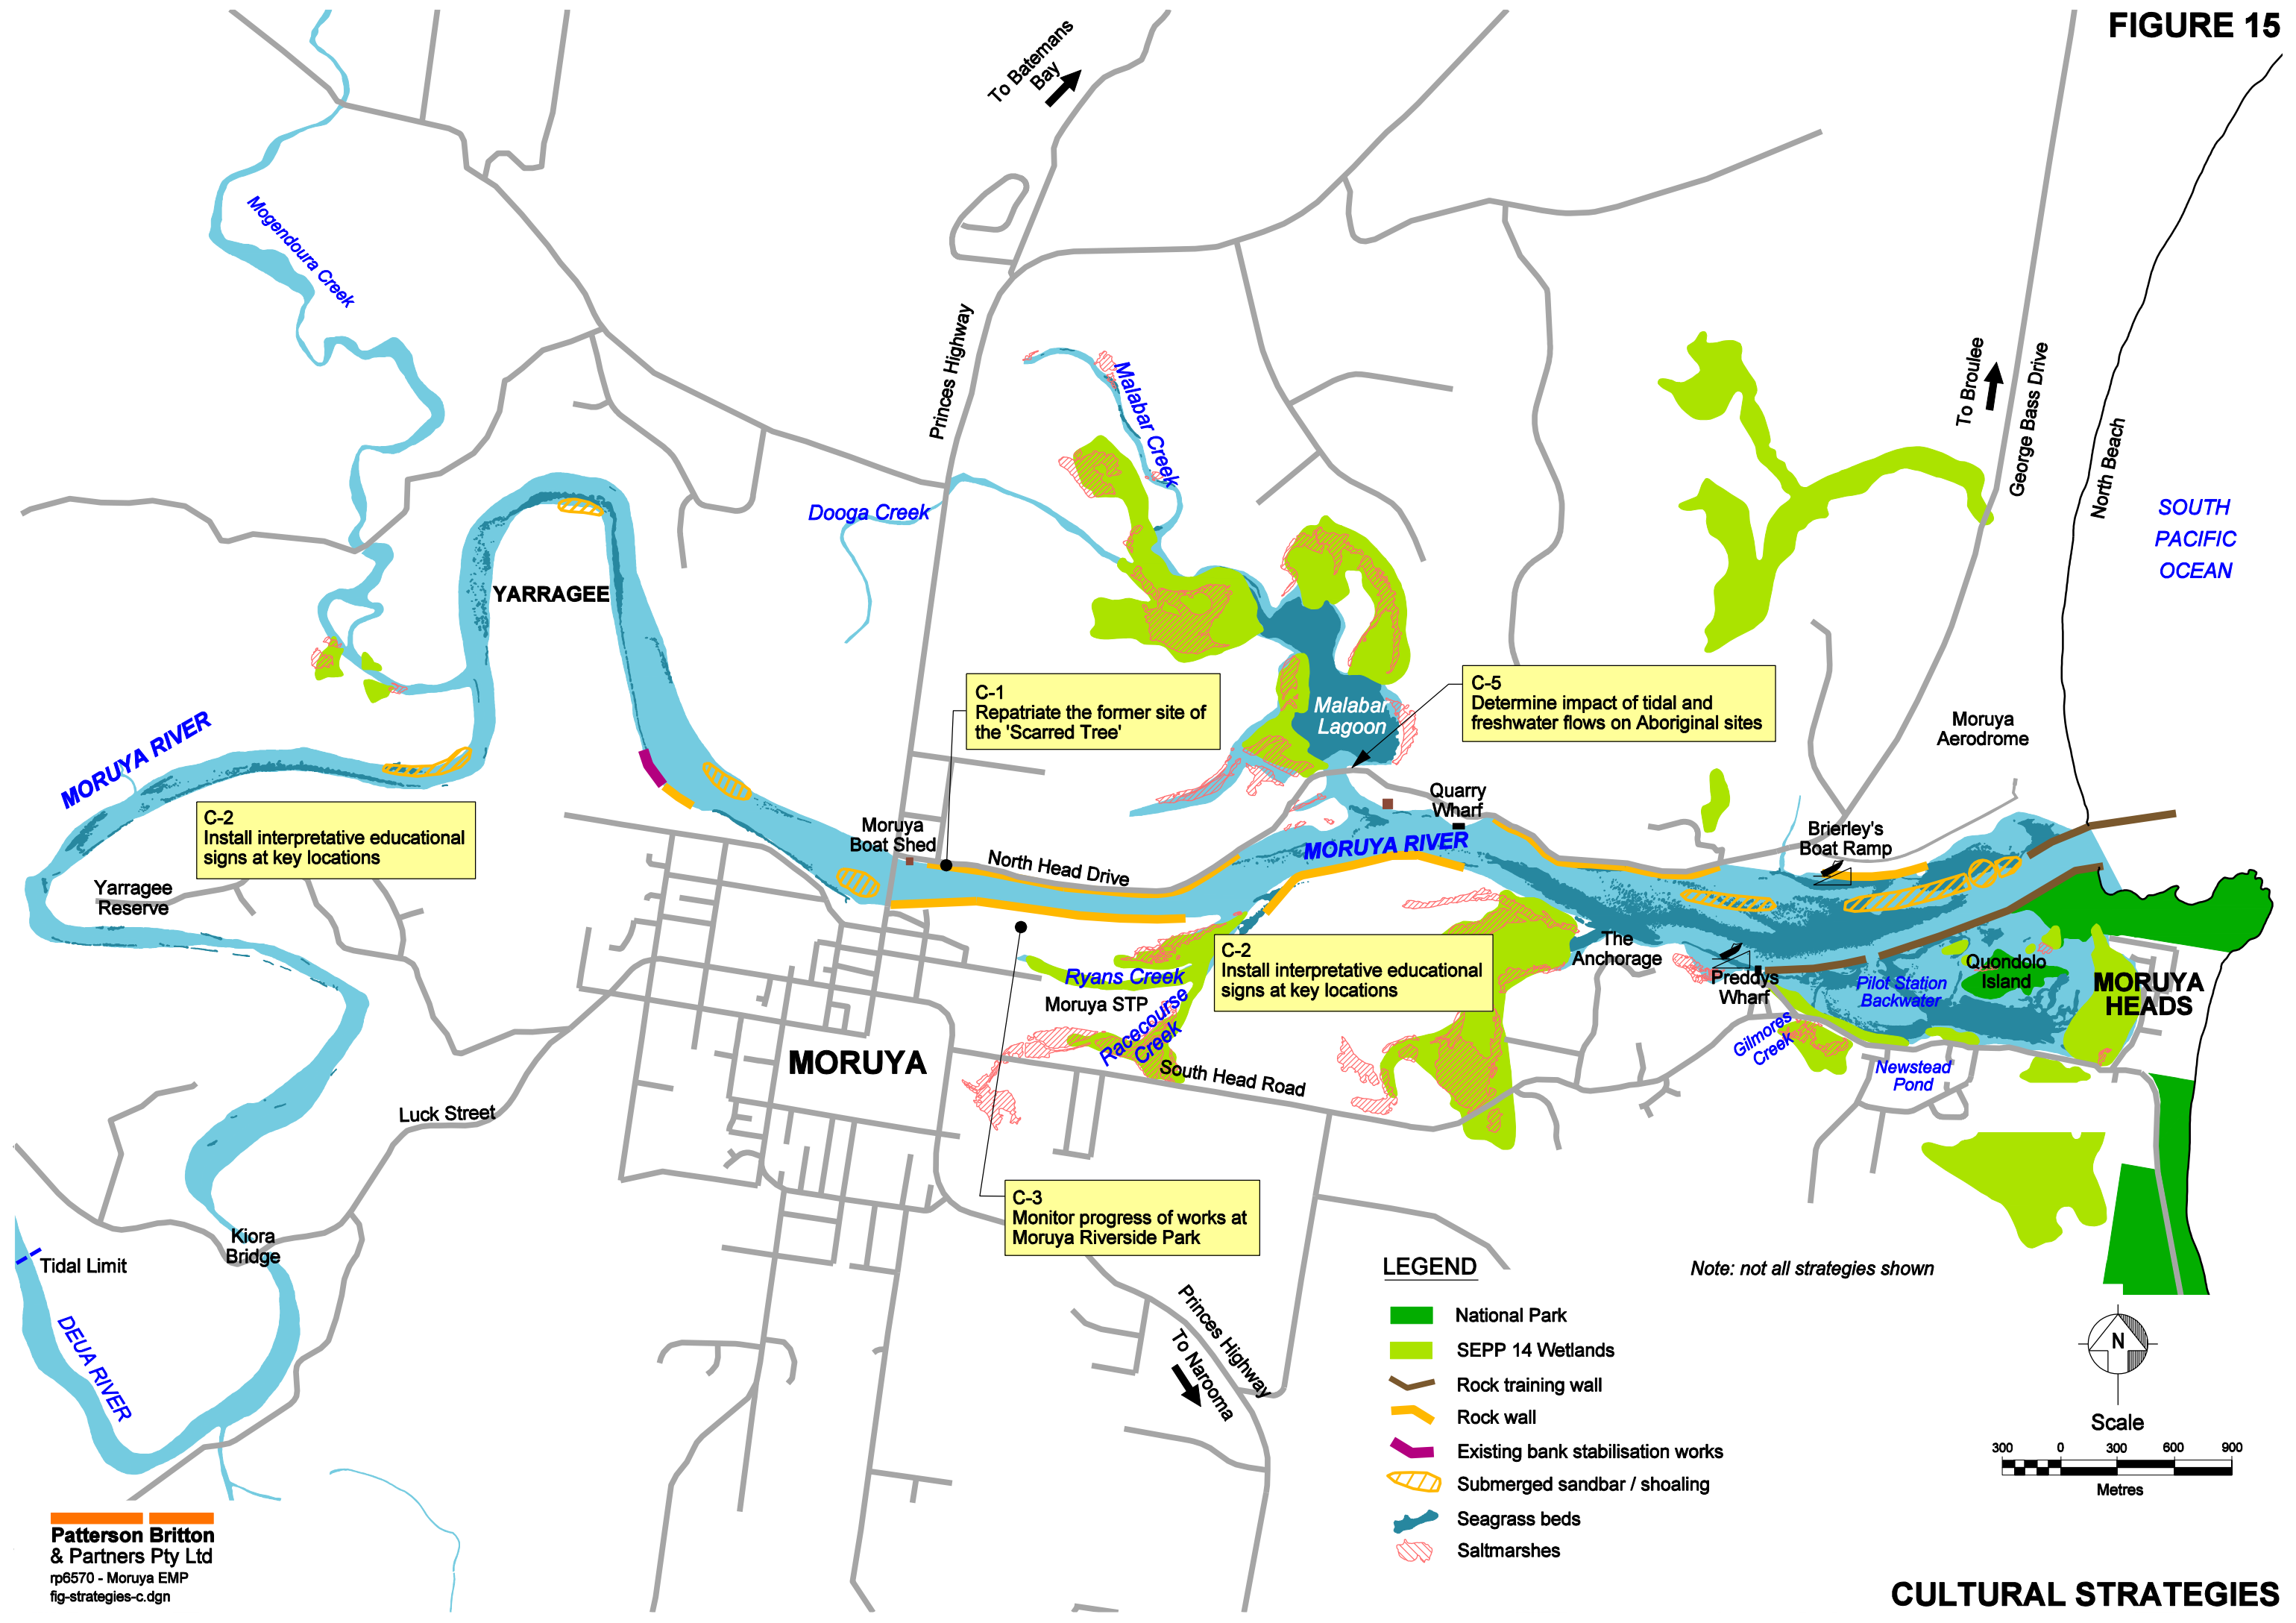 FIGURE 15
To Batemans
Bay
Mogendoura Creek
Princes Highway
Malabar Creek
To Broulee
George Bass Drive
North Beach
SOUTH
PACIFIC
OCEAN
Dooga Creek
YARRAGEE
C-1
Repatriate the former site of
the 'Scarred Tree'
C-5
Determine impact of tidal and
freshwater flows on Aboriginal sites
Malabar
Lagoon
Moruya
Aerodrome
MORUYA RIVER
C-2
Install interpretative educational
signs at key locations
Quarry
Wharf
Moruya
Boat Shed
North Head Drive
MORUYA RIVER
Brierley's
Boat Ramp
Yarragee
Reserve
C-2
Install interpretative educational
signs at key locations
The
Anchorage
Ryans Creek
Moruya STP
Racecourse
Creek
Preddys
Wharf
Pilot Station
Backwater
Quondolo
Island
MORUYA
HEADS
Gilmores
Creek
Newstead
Pond
MORUYA
South Head Road
Luck Street
C-3
Monitor progress of works at
Moruya Riverside Park
Kiora
Bridge
Tidal Limit
DEUA RIVER
Princes Highway
To Narooma
LEGEND
National Park
SEPP 14 Wetlands
Rock training wall
Rock wall
Existing bank stabilisation works
Submerged sandbar / shoaling
Seagrass beds
Saltmarshes
Note: not all strategies shown
N
Scale
300 0 300 600 900
Metres
Patterson Britton
& Partners Pty Ltd
rp6570 - Moruya EMP
fig-strategies-c.dgn
CULTURAL STRATEGIES